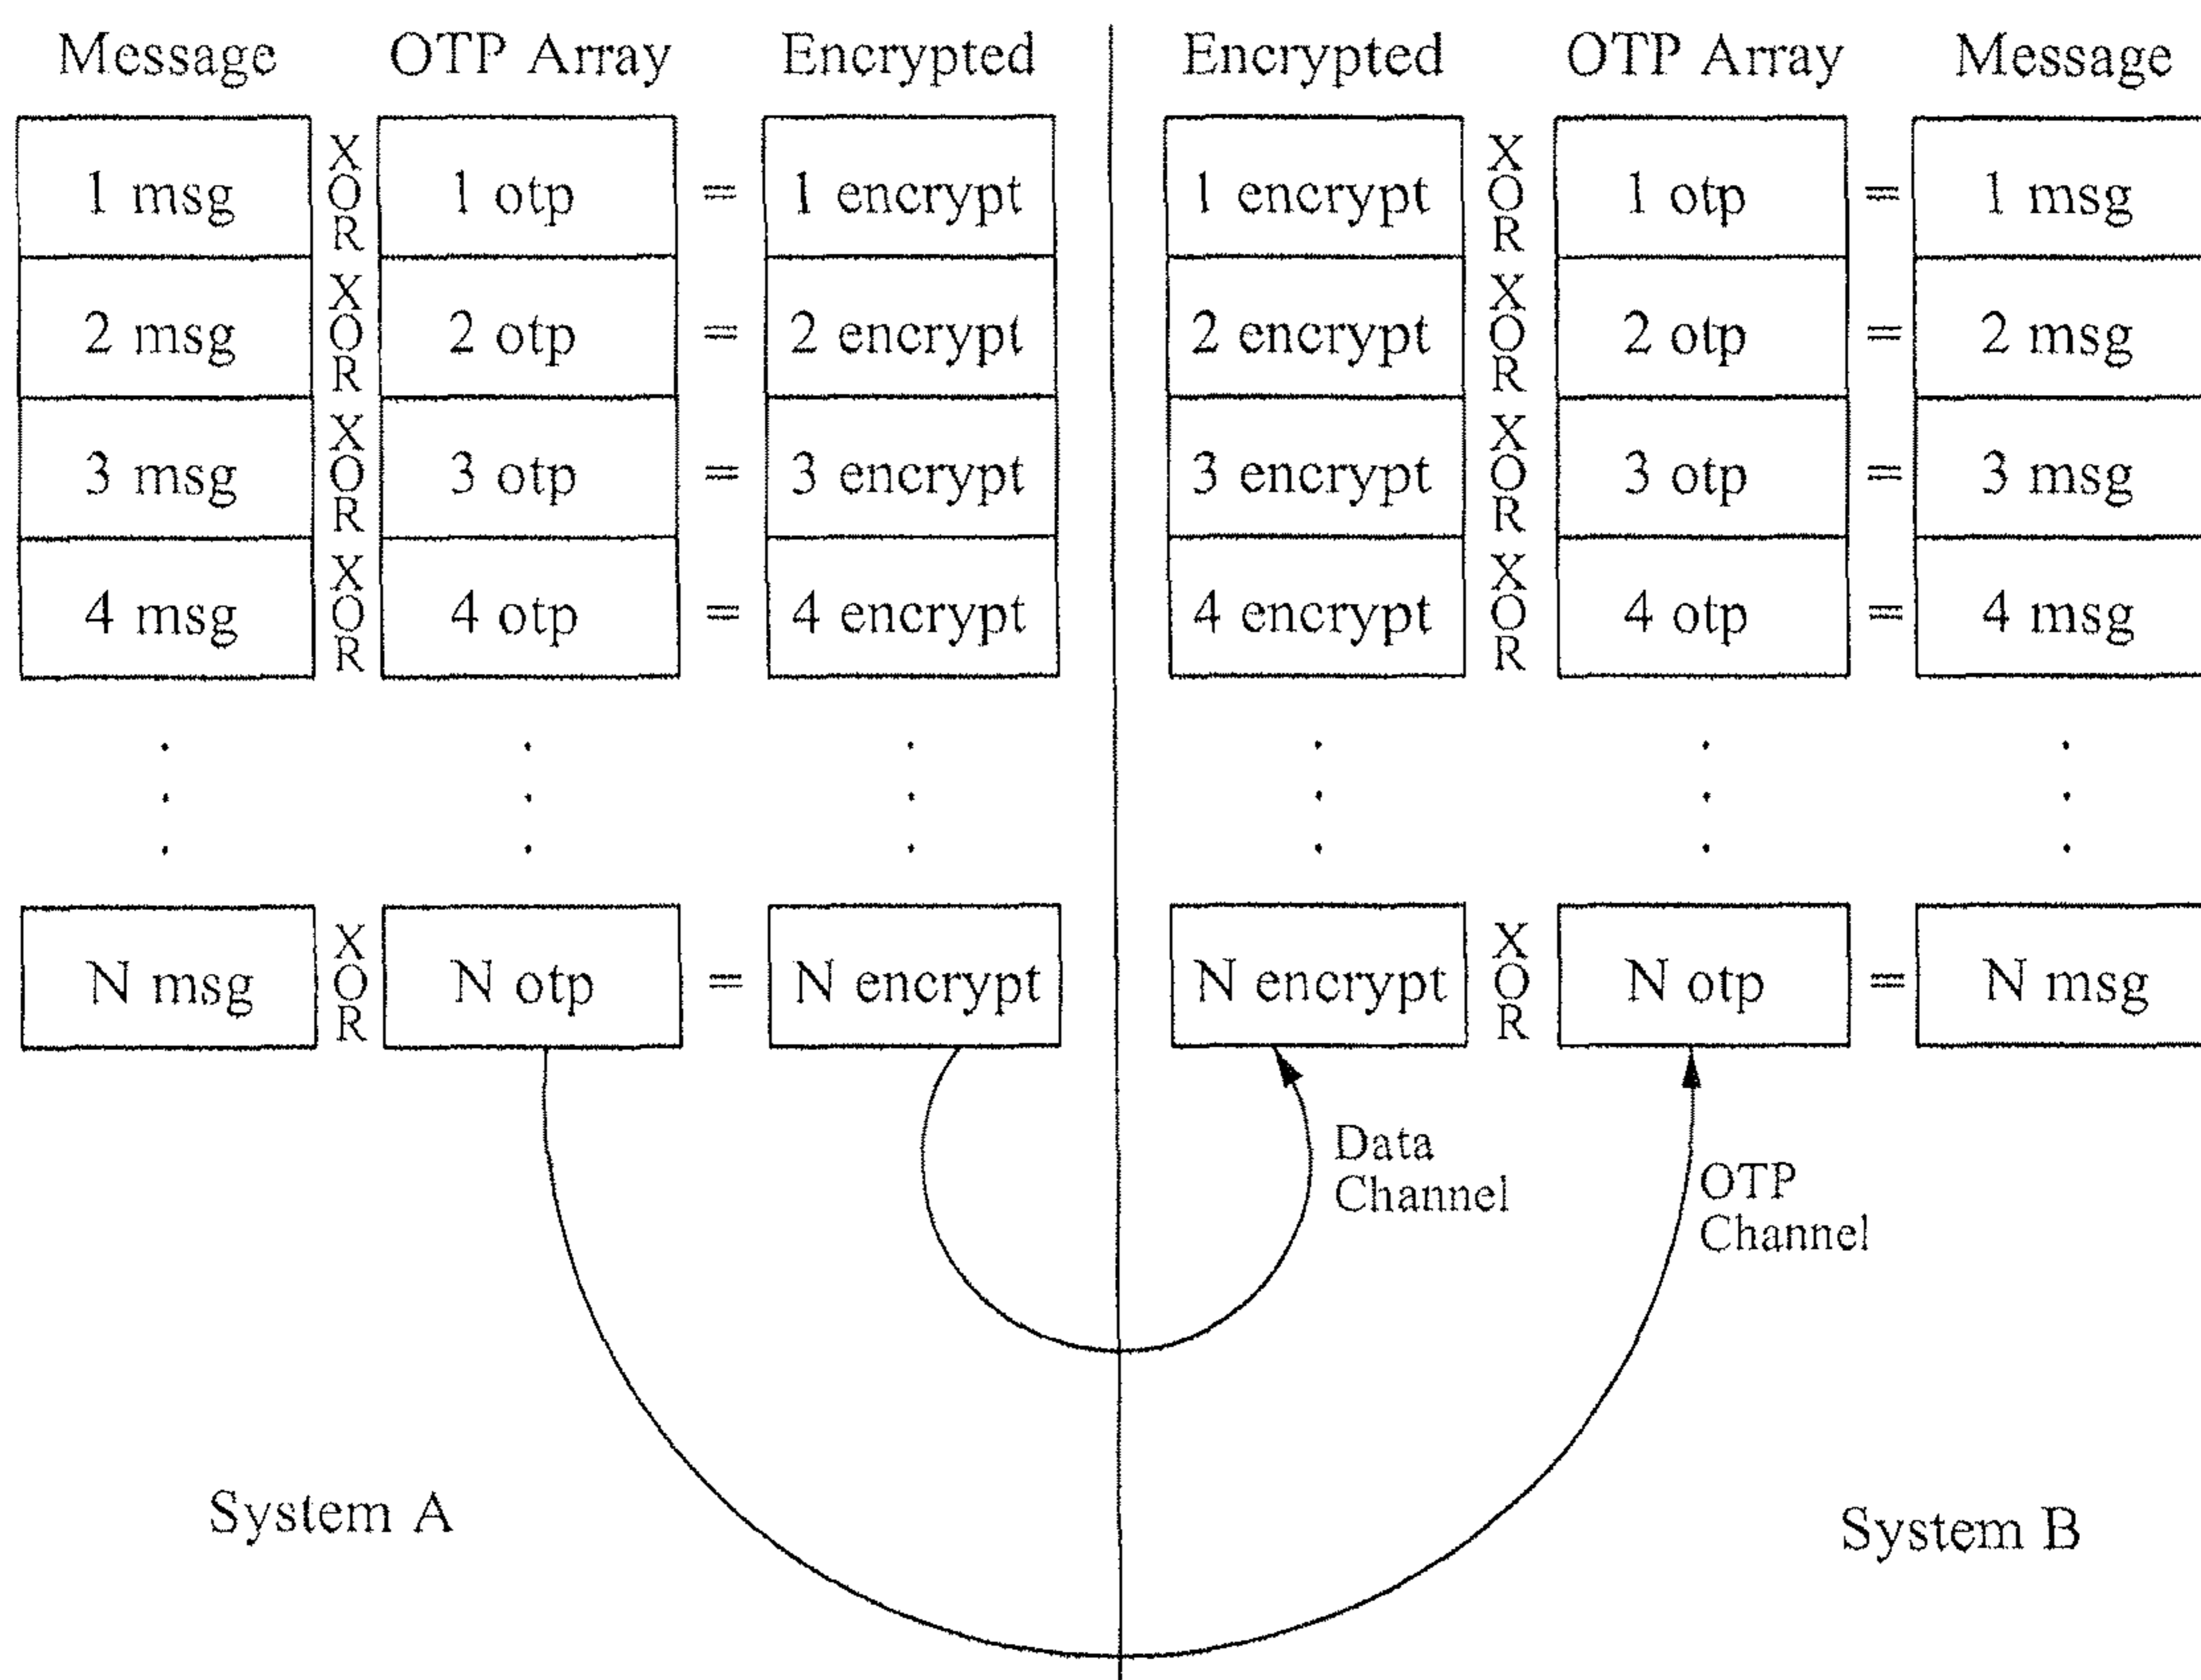 Message OTP Array Encrypted Encrypted OTP Array Message
1 msg XOR 1 otp = 1 encrypt 1 encrypt XOR 1 otp = 1 msg
2 msg XOR 2 otp = 2 encrypt 2 encrypt XOR 2 otp = 2 msg
3 msg XOR 3 otp = 3 encrypt 3 encrypt XOR 3 otp = 3 msg
4 msg XOR 4 otp = 4 encrypt 4 encrypt XOR 4 otp = 4 msg
N msg XOR N otp = N encrypt N encrypt XOR N otp = N msg
Data
Channel
OTP
Channel
System A
System B